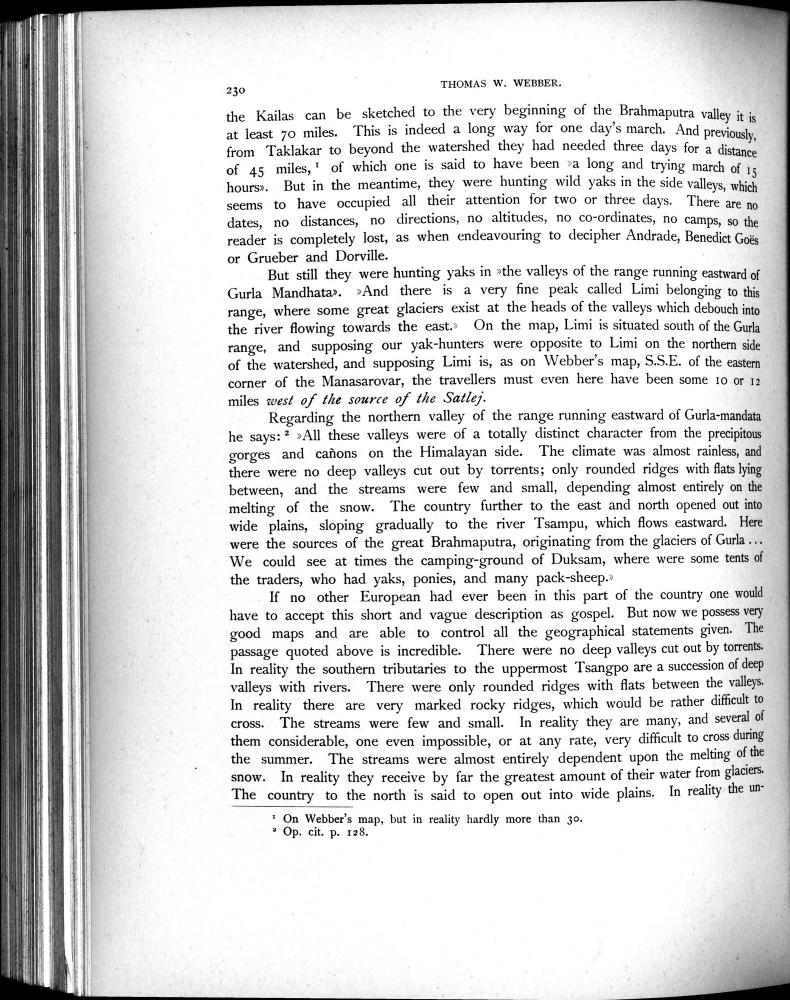 230
THOMAS W. WEBBER.
the Kailas can be sketched to the very beginning of the Brahmaputra valley it is
at least 70 miles. This is indeed a long way for one day's march. And previously,
from Taklakar to beyond the watershed they had needed three days for a distance
of 45 miles, ¹ of which one is said to have been »a long and trying march of 15
hours». But in the meantime, they were hunting wild yaks in the side valleys, which
seems to have occupied all their attention for two or three days. There are no
dates, no distances, no directions, no altitudes, no co-ordinates, no camps, so the
reader is completely lost, as when endeavouring to decipher Andrade, Benedict Goës
or Grueber and Dorville.
But still they were hunting yaks in »the valleys of the range running eastward of
Gurla Mandhata». »And there is a very fine peak called Limi belonging to this
range, where some great glaciers exist at the heads of the valleys which debouch into
the river flowing towards the east.» On the map, Limi is situated south of the Gurla
range, and supposing our yak-hunters were opposite to Limi on the northern side
of the watershed, and supposing Limi is, as on Webber's map, S.S.E. of the eastern
corner of the Manasarovar, the travellers must even here have been some 10 or 12
miles west of the source of the Satlej.
Regarding the northern valley of the range running eastward of Gurla-mandata
he says: ² »All these valleys were of a totally distinct character from the precipitous
gorges and cañons on the Himalayan side. The climate was almost rainless, and
there were no deep valleys cut out by torrents; only rounded ridges with flats lying
between, and the streams were few and small, depending almost entirely on the
melting of the snow. The country further to the east and north opened out into
wide plains, sloping gradually to the river Tsampu, which flows eastward. Here
were the sources of the great Brahmaputra, originating from the glaciers of Gurla ...
We could see at times the camping-ground of Duksam, where were some tents of
the traders, who had yaks, ponies, and many pack-sheep.»
If no other European had ever been in this part of the country one would
have to accept this short and vague description as gospel. But now we possess very
good maps and are able to control all the geographical statements given. The
passage quoted above is incredible. There were no deep valleys cut out by torrents.
In reality the southern tributaries to the uppermost Tsangpo are a succession of deep
valleys with rivers. There were only rounded ridges with flats between the valleys.
In reality there are very marked rocky ridges, which would be rather difficult to
cross. The streams were few and small. In reality they are many, and several of
them considerable, one even impossible, or at any rate, very difficult to cross during
the summer. The streams were almost entirely dependent upon the melting of the
snow. In reality they receive by far the greatest amount of their water from glaciers.
The country to the north is said to open out into wide plains. In reality the un-
¹ On Webber's map, but in reality hardly more than 30.
² Op. cit. p. 128.